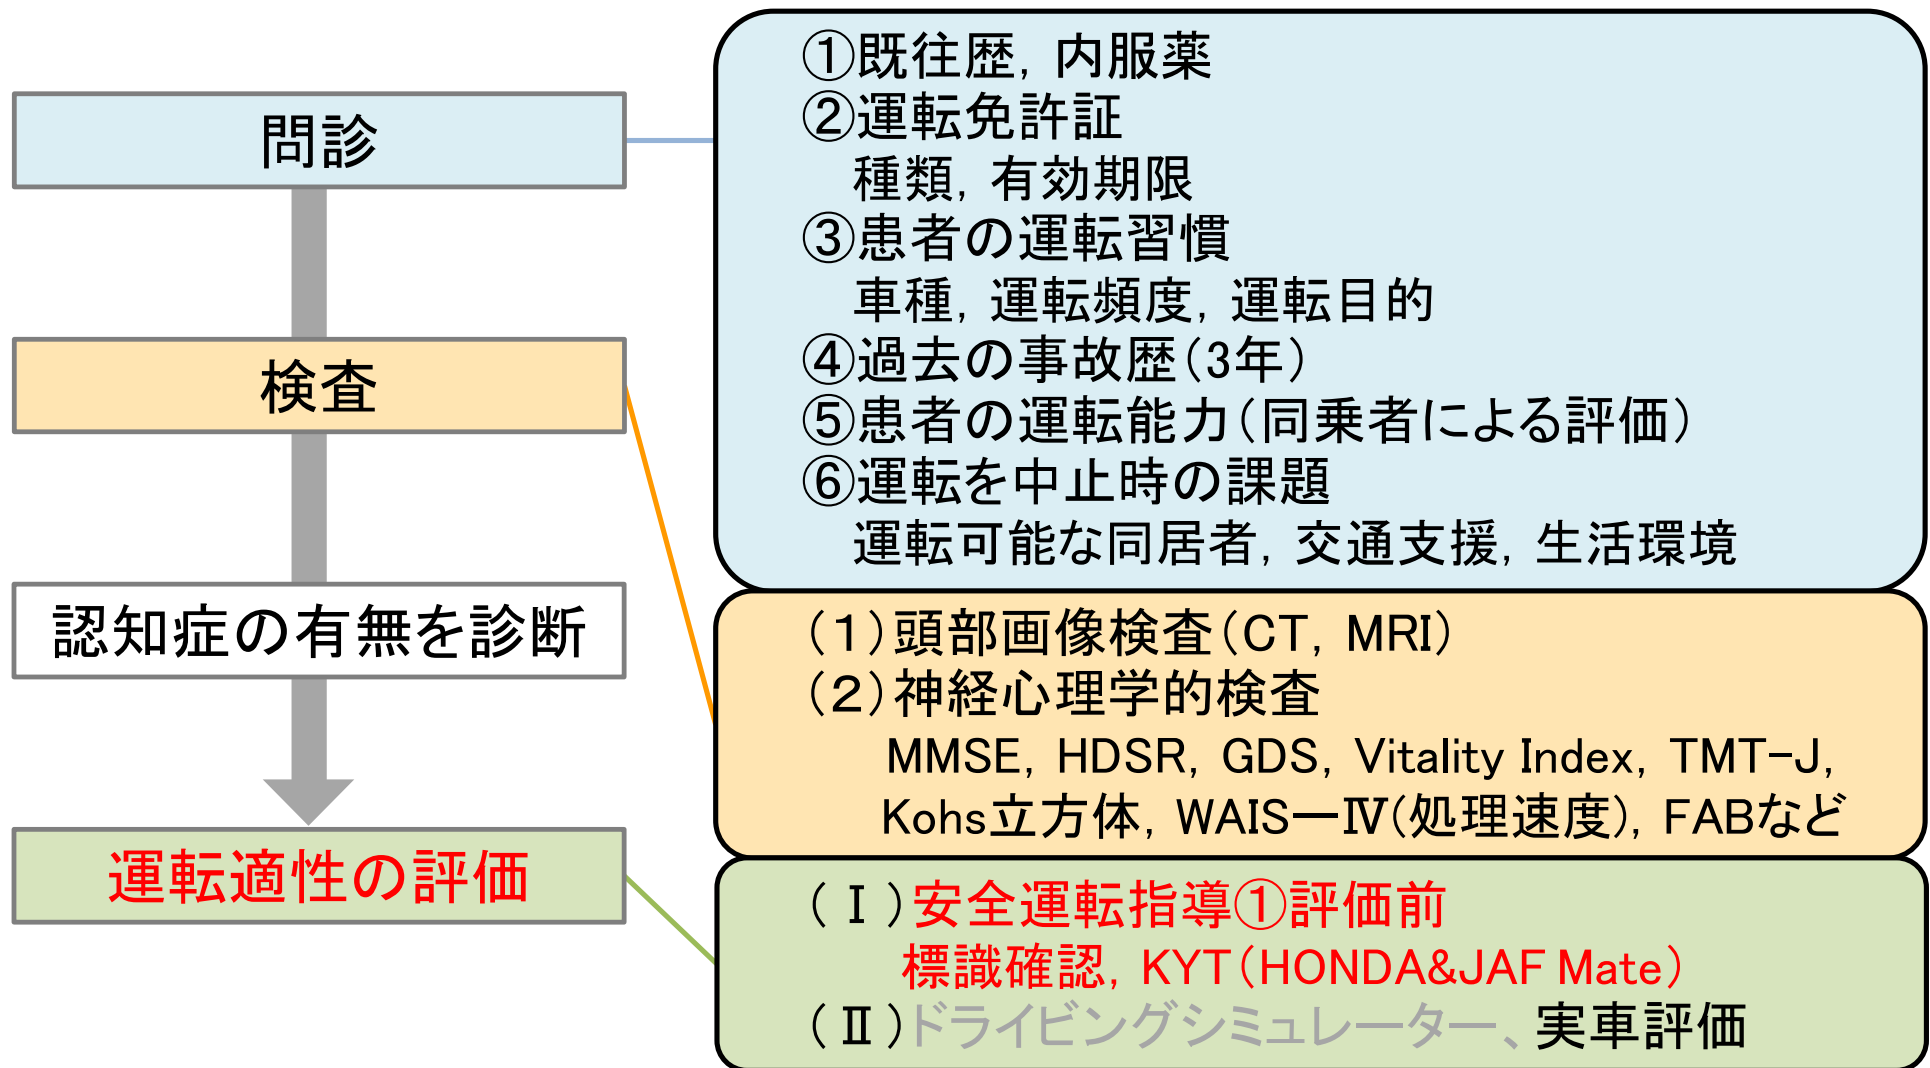 問診
検査
認知症の有無を診断
運転適性の評価
①既往歴，内服薬
②運転免許証
種類，有効期限
③患者の運転習慣
車種，運転頻度，運転目的
④過去の事故歴（3年）
⑤患者の運転能力（同乗者による評価）
⑥運転を中止時の課題
運転可能な同居者，交通支援，生活環境
（１）頭部画像検査（CT，MRI）
（２）神経心理学的検査
MMSE，HDSR，GDS，Vitality Index，TMT-J，
Kohs立方体，WAIS―Ⅳ(処理速度)，FABなど
（Ⅰ）安全運転指導①評価前
標識確認，KYT（HONDA&JAF Mate）
（Ⅱ）ドライビングシミュレーター、実車評価